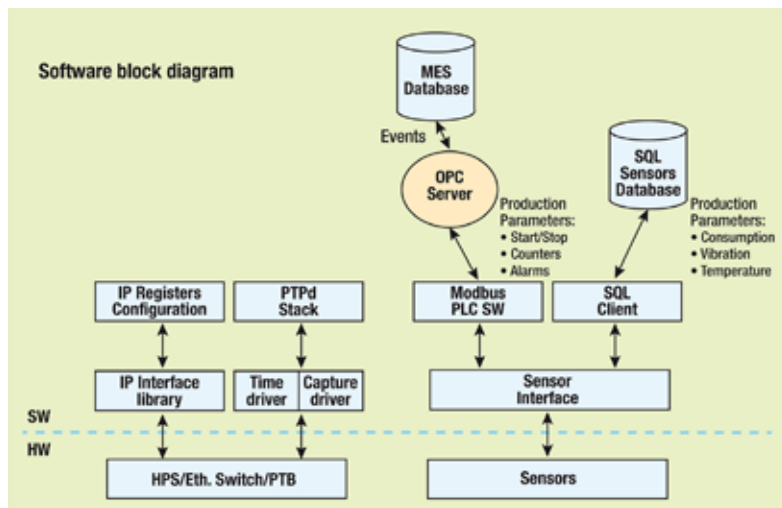 Software block diagram
MES
Database
Events
OPC
Server
SQL
Sensors
Database
Production
Parameters:
• Start/Stop
• Counters
• Alarms
Production
Parameters:
• Consumption
• Vibration
• Temperature
IP Registers
Configuration
PTPd
Stack
Modbus
PLC SW
SQL
Client
IP Interface
library
Time
driver
Capture
driver
Sensor
Interface
SW
HW
HPS/Eth. Switch/PTB
Sensors